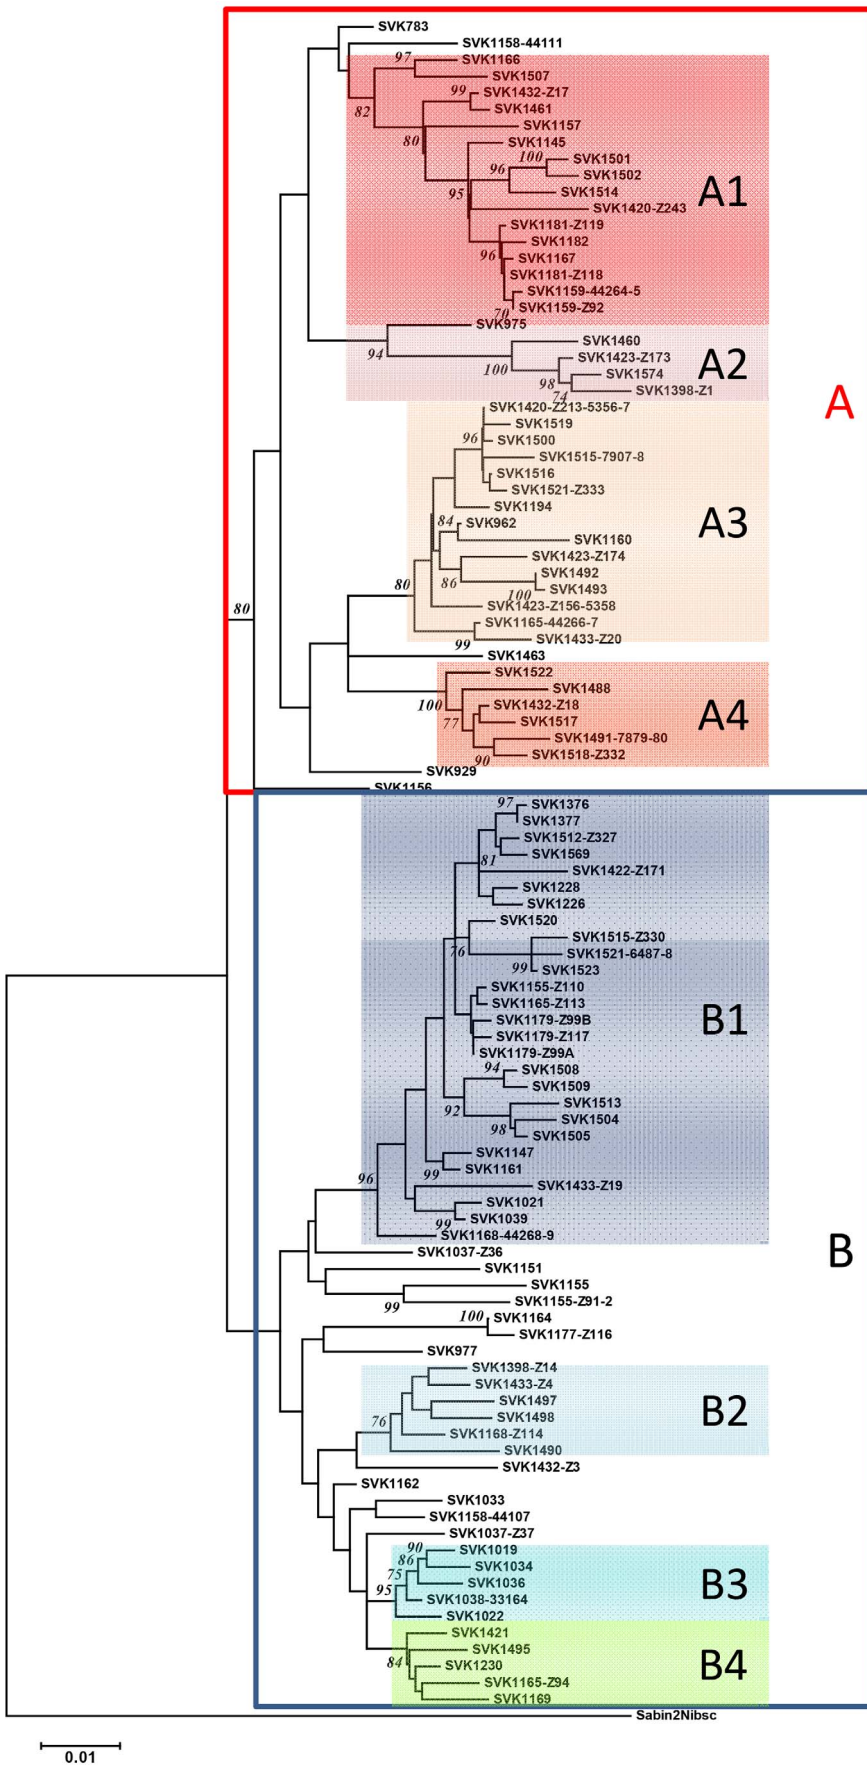 SVK783
SVK1158-44111
97 SVK1166
SVK1507
82
99 SVK1432-Z17
SVK1461
80
SVK1157
SVK1145
100 SVK1501
96 SVK1502
95 SVK1514
A1
SVK1420-Z243
SVK1181-Z119
SVK1182
96 SVK1167
SVK1181-Z118
SVK1159-44264-5
70 SVK1159-Z92
SVK975
94
SVK1460
100 SVK1423-Z173
A2
98 SVK1574
74 SVK1398-Z1
A
SVK1420-Z213-5356-7
SVK1519
96 SVK1500
SVK1515-7907-8
SVK1516
SVK1521-Z333
SVK1194
84 SVK962
A3
SVK1160
SVK1423-Z174
86 SVK1492
80
100 SVK1493
SVK1423-Z156-5358
80
SVK1165-44266-7
99 SVK1433-Z20
SVK1463
SVK1522
100 SVK1488
SVK1432-Z18
77 SVK1517
A4
SVK1491-7879-80
90 SVK1518-Z332
SVK929
SVK1156
97 SVK1376
SVK1377
SVK1512-Z327
81 SVK1569
SVK1422-Z171
SVK1228
SVK1226
SVK1520
76 SVK1515-Z330
SVK1521-6487-8
99 SVK1523
SVK1155-Z110
SVK1165-Z113
SVK1179-Z99B
B1
SVK1179-Z117
SVK1179-Z99A
94 SVK1508
SVK1509
92 SVK1513
SVK1504
98 SVK1505
SVK1147
99 SVK1161
96
SVK1433-Z19
SVK1021
99 SVK1039
SVK1168-44268-9
B
SVK1037-Z36
SVK1151
SVK1155
99 SVK1155-Z91-2
100 SVK1164
SVK1177-Z116
SVK977
SVK1398-Z14
SVK1433-Z4
SVK1497
B2
76 SVK1498
SVK1168-Z114
SVK1490
SVK1432-Z3
SVK1162
SVK1033
SVK1158-44107
SVK1037-Z37
90 SVK1019
86 SVK1034
75 SVK1036
B3
95 SVK1038-33164
SVK1022
SVK1421
SVK1495
84 SVK1230
B4
SVK1165-Z94
SVK1169
Sabin2Nibsc
0.01